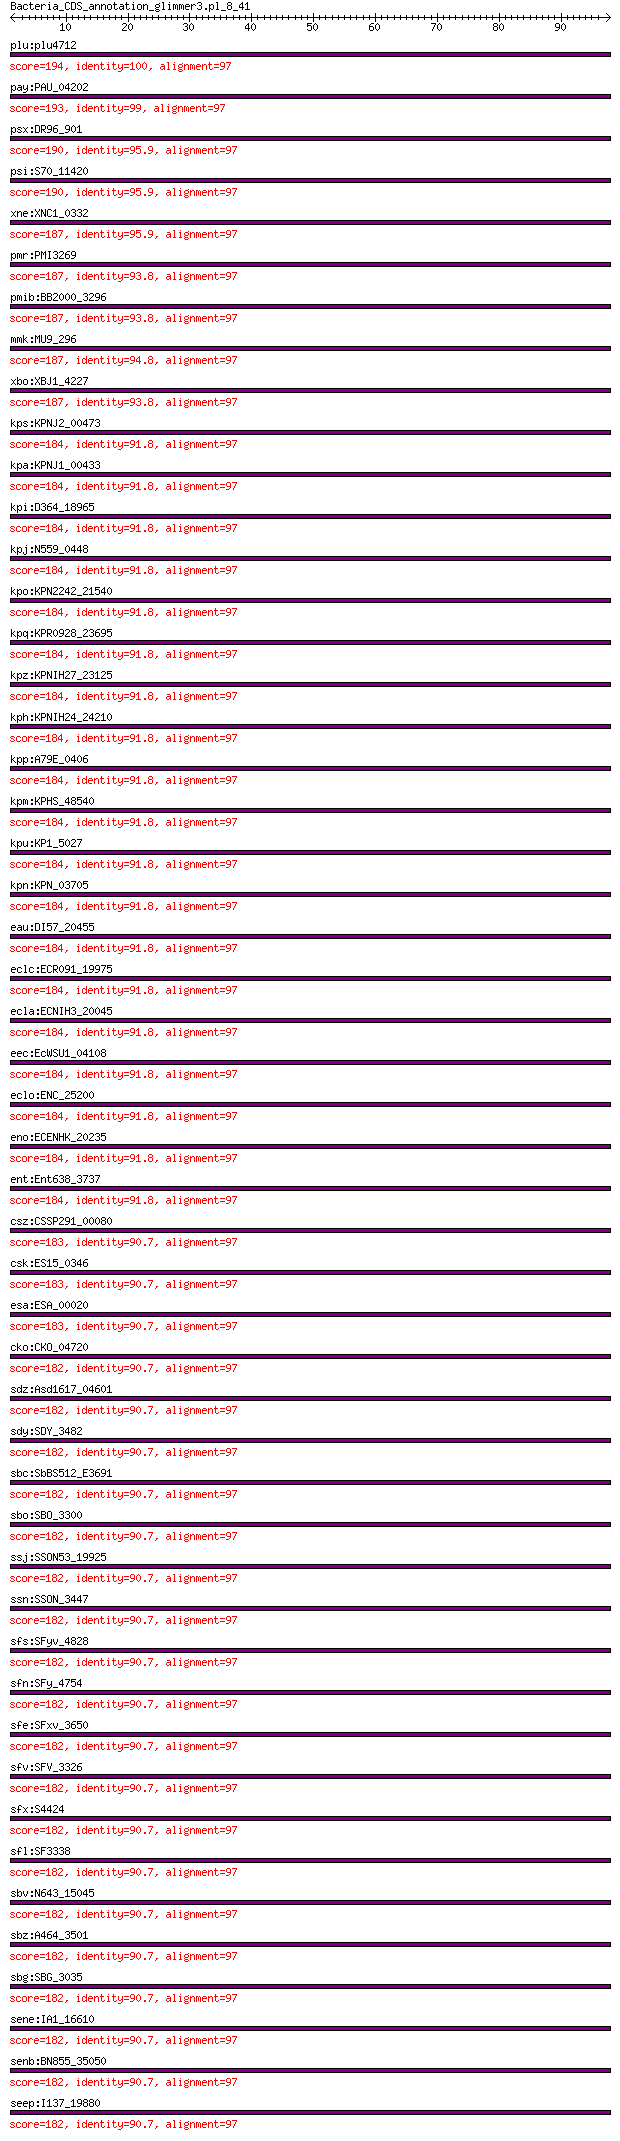 Bacteria_CDS_annotation_glimmer3.pl_8_41
10 20 30 40 50 60 70 80 90
plu:plu4712
score=194, identity=100, alignment=97
pay:PAU_04202
score=193, identity=99, alignment=97
psx:DR96_901
score=190, identity=95.9, alignment=97
psi:S70_11420
score=190, identity=95.9, alignment=97
xne:XNC1_0332
score=187, identity=95.9, alignment=97
pmr:PMI3269
score=187, identity=93.8, alignment=97
pmib:BB2000_3296
score=187, identity=93.8, alignment=97
mmk:MU9_296
score=187, identity=94.8, alignment=97
xbo:XBJ1_4227
score=187, identity=93.8, alignment=97
kps:KPNJ2_00473
score=184, identity=91.8, alignment=97
kpa:KPNJ1_00433
score=184, identity=91.8, alignment=97
kpi:D364_18965
score=184, identity=91.8, alignment=97
kpj:N559_0448
score=184, identity=91.8, alignment=97
kpo:KPN2242_21540
score=184, identity=91.8, alignment=97
kpq:KPR0928_23695
score=184, identity=91.8, alignment=97
kpz:KPNIH27_23125
score=184, identity=91.8, alignment=97
kph:KPNIH24_24210
score=184, identity=91.8, alignment=97
kpp:A79E_0406
score=184, identity=91.8, alignment=97
kpm:KPHS_48540
score=184, identity=91.8, alignment=97
kpu:KP1_5027
score=184, identity=91.8, alignment=97
kpn:KPN_03705
score=184, identity=91.8, alignment=97
eau:DI57_20455
score=184, identity=91.8, alignment=97
eclc:ECR091_19975
score=184, identity=91.8, alignment=97
ecla:ECNIH3_20045
score=184, identity=91.8, alignment=97
eec:EcWSU1_04108
score=184, identity=91.8, alignment=97
eclo:ENC_25200
score=184, identity=91.8, alignment=97
eno:ECENHK_20235
score=184, identity=91.8, alignment=97
ent:Ent638_3737
score=184, identity=91.8, alignment=97
csz:CSSP291_00080
score=183, identity=90.7, alignment=97
csk:ES15_0346
score=183, identity=90.7, alignment=97
esa:ESA_00020
score=183, identity=90.7, alignment=97
cko:CKO_04720
score=182, identity=90.7, alignment=97
sdz:Asd1617_04601
score=182, identity=90.7, alignment=97
sdy:SDY_3482
score=182, identity=90.7, alignment=97
sbc:SbBS512_E3691
score=182, identity=90.7, alignment=97
sbo:SBO_3300
score=182, identity=90.7, alignment=97
ssj:SSON53_19925
score=182, identity=90.7, alignment=97
ssn:SSON_3447
score=182, identity=90.7, alignment=97
sfs:SFyv_4828
score=182, identity=90.7, alignment=97
sfn:SFy_4754
score=182, identity=90.7, alignment=97
sfe:SFxv_3650
score=182, identity=90.7, alignment=97
sfv:SFV_3326
score=182, identity=90.7, alignment=97
sfx:S4424
score=182, identity=90.7, alignment=97
sfl:SF3338
score=182, identity=90.7, alignment=97
sbv:N643_15045
score=182, identity=90.7, alignment=97
sbz:A464_3501
score=182, identity=90.7, alignment=97
sbg:SBG_3035
score=182, identity=90.7, alignment=97
sene:IA1_16610
score=182, identity=90.7, alignment=97
senb:BN855_35050
score=182, identity=90.7, alignment=97
seep:I137_19880
score=182, identity=90.7, alignment=97